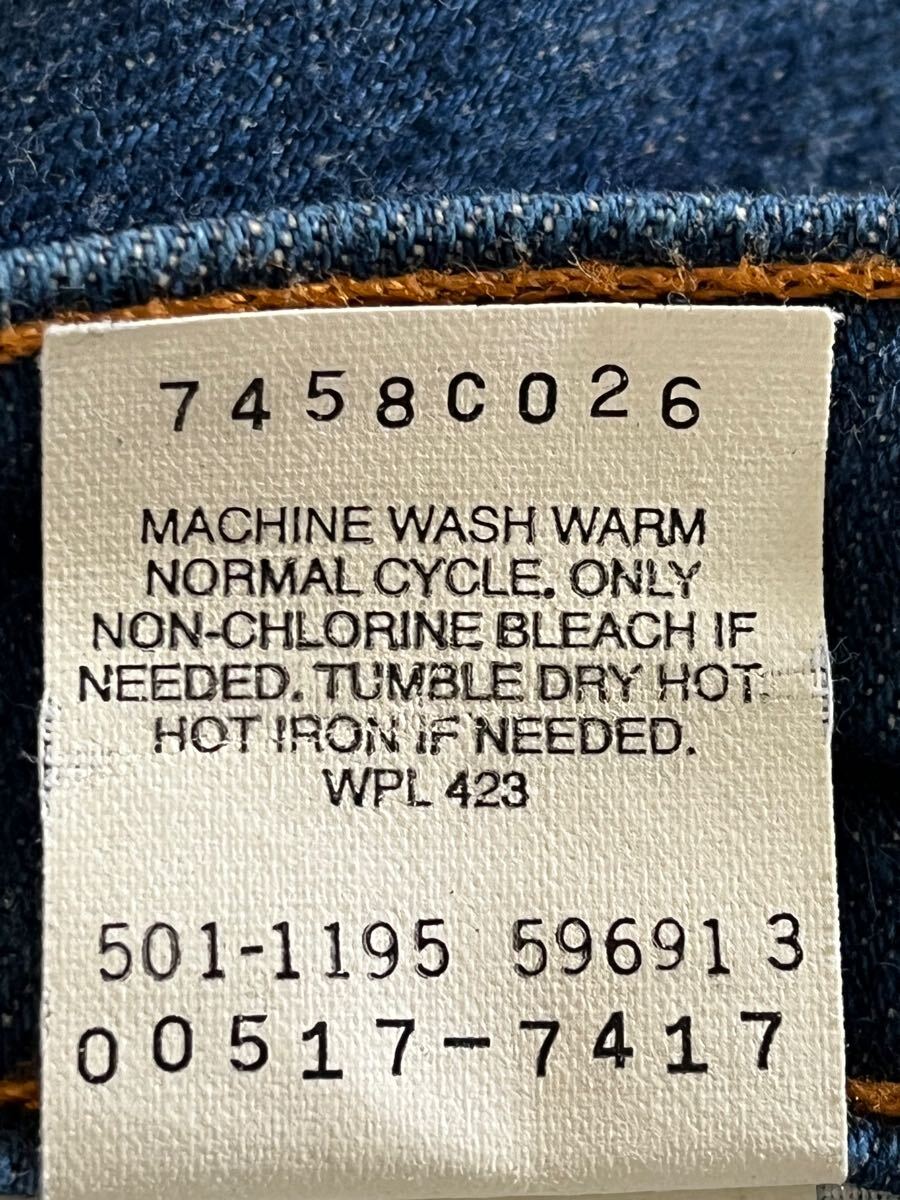 7458C026
MACHINE WASH WARM
NORMAL CYCLE. ONLY
NON-CHLORINE BLEACH IF
NEEDED. TUMBLE DRY HOT.
HOT IRON IF NEEDED.
WPL 423
501-1195 59691 3
00517-7417